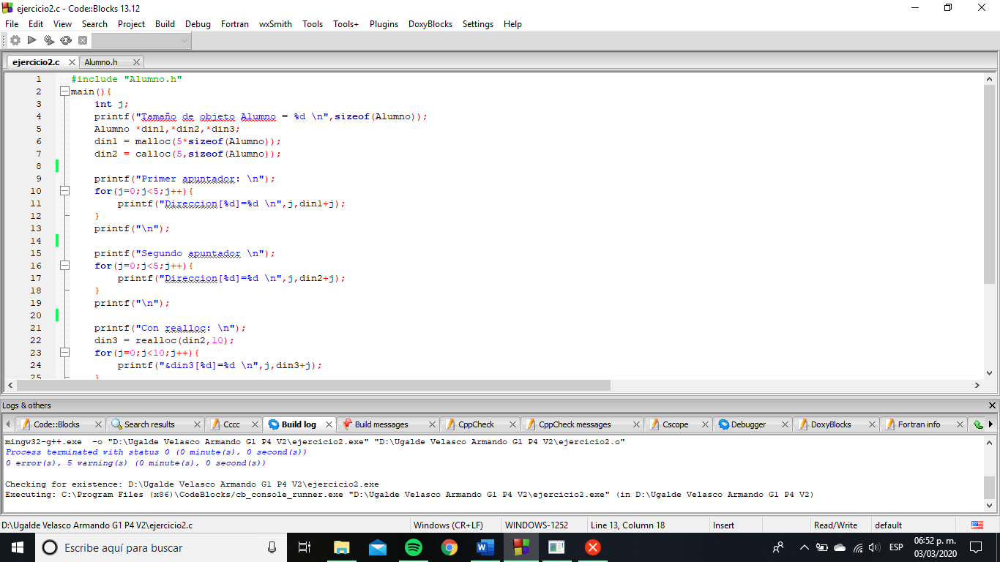 ejercicio2.c - Code::Blocks 13.12
File Edit View Search Project Build Debug Fortran wxSmith Tools Tools+ Plugins DoxyBlocks Settings Help
ejercicio2.c Alumno.h
1 #include "Alumno.h"
2 main(){
3 int j;
4 printf("Tamaño de objeto Alumno = %d \n",sizeof(Alumno));
5 Alumno *din1,*din2,*din3;
6 din1 = malloc(5*sizeof(Alumno));
7 din2 = calloc(5,sizeof(Alumno));
8
9 printf("Primer apuntador: \n");
10 for(j=0;j<5;j++){
11 printf("Direccion[%d]=%d \n",j,din1+j);
12 }
13 printf("\n");
14
15 printf("Segundo apuntador \n");
16 for(j=0;j<5;j++){
17 printf("Direccion[%d]=%d \n",j,din2+j);
18 }
19 printf("\n");
20
21 printf("Con realloc: \n");
22 din3 = realloc(din2,10);
23 for(j=0;j<10;j++){
24 printf("&din3[%d]=%d \n",j,din3+j);
25 }
Logs & others
Code::Blocks Search results Cccc Build log Build messages CppCheck CppCheck messages Cscope Debugger DoxyBlocks Fortran info
mingw32-g++.exe -o "D:\Ugalde Velasco Armando G1 P4 V2\ejercicio2.exe" "D:\Ugalde Velasco Armando G1 P4 V2\ejercicio2.o"
Process terminated with status 0 (0 minute(s), 0 second(s))
0 error(s), 5 warning(s) (0 minute(s), 0 second(s))
Checking for existence: D:\Ugalde Velasco Armando G1 P4 V2\ejercicio2.exe
Executing: C:\Program Files (x86)\CodeBlocks/cb_console_runner.exe "D:\Ugalde Velasco Armando G1 P4 V2\ejercicio2.exe" (in D:\Ugalde Velasco Armando G1 P4 V2)
D:\Ugalde Velasco Armando G1 P4 V2\ejercicio2.c Windows (CR+LF) WINDOWS-1252 Line 13, Column 18 Insert Read/Write default
Escribe aquí para buscar ESP 06:52 p. m.
03/03/2020